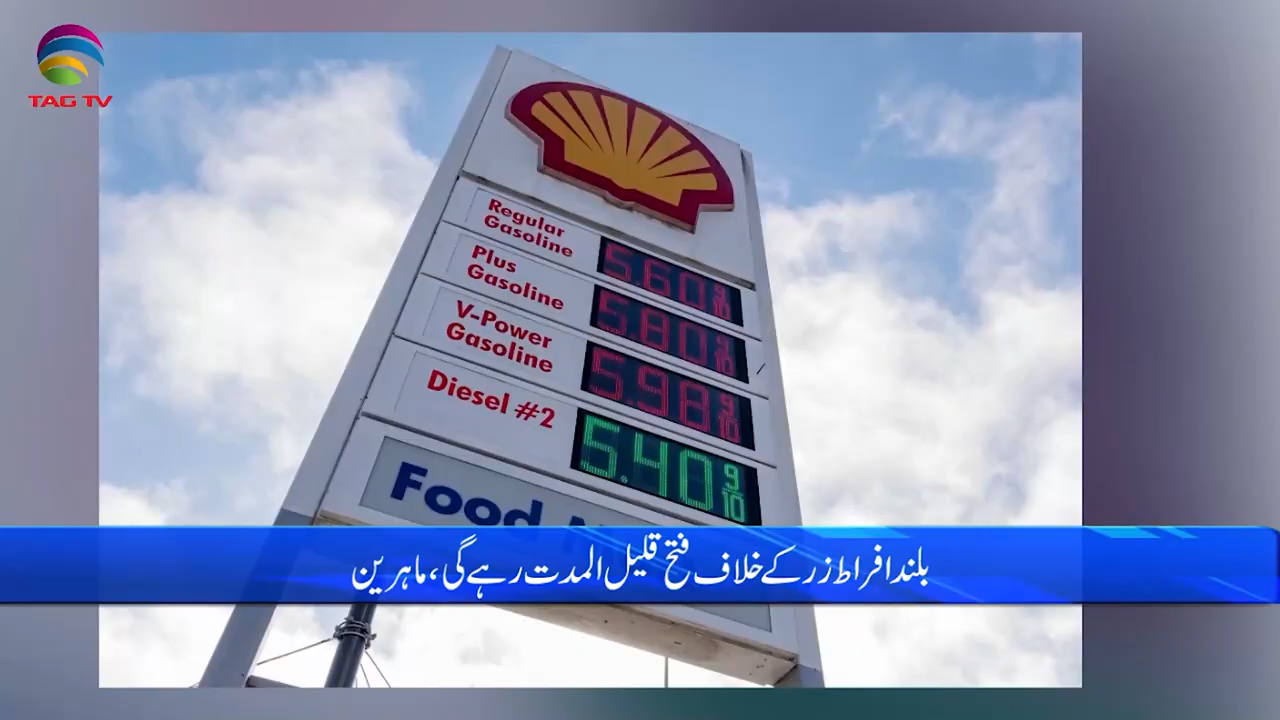 TAG TV
Regular
Gasoline
5.60 9/10
Plus
Gasoline
5.80 9/10
V-Power
Gasoline
5.98 9/10
Diesel #2
5.40 9/10
Food
بلند افراط زر کے خلاف فتح قلیل المدت رہے گی، ماہرین